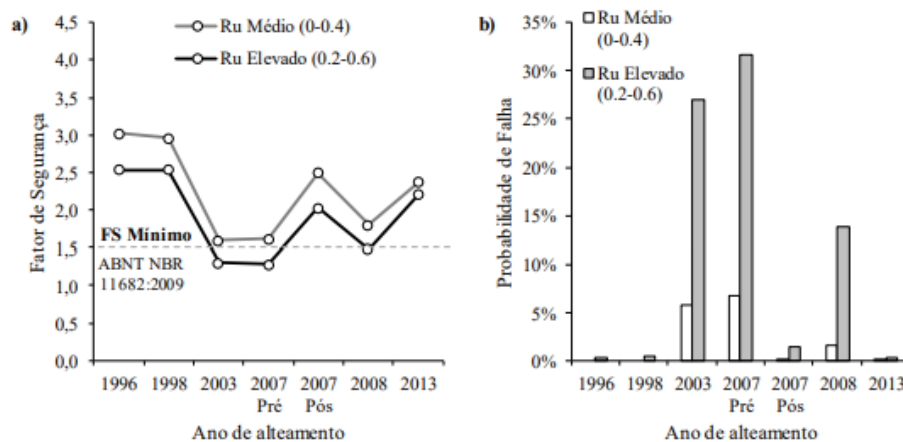 a)
Fator de Segurança
4,5
4,0
3,5
3,0
2,5
2,0
1,5
1,0
0,5
0,0
Ru Médio (0-0.4)
Ru Elevado (0.2-0.6)
FS Mínimo
ABNT NBR
11682:2009
1996 1998 2003 2007 2007 2008 2013
Pré Pós
Ano de alteamento
b)
Probabilidade de Falha
35%
30%
25%
20%
15%
10%
5%
0%
Ru Médio
(0-0.4)
Ru Elevado
(0.2-0.6)
1996 1998 2003 2007 2007 2008 2013
Pré Pós
Ano de alteamento